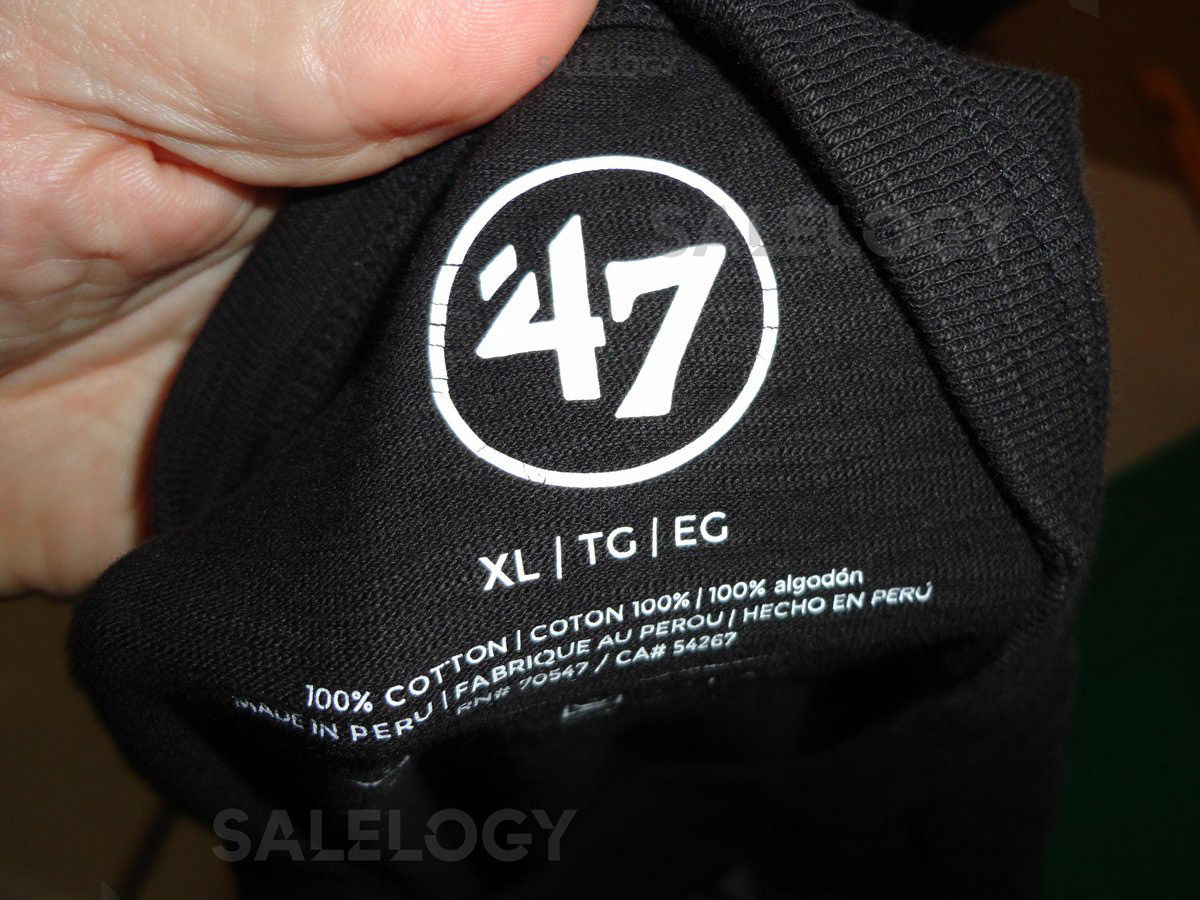 SALELOGY
SALELOGY
'47
XL | TG | EG
100% COTTON | COTON 100% | 100% algodón
MADE IN PERU | FABRIQUE AU PEROU | HECHO EN PERÚ
RN# 70547 / CA# 54267
SALELOGY